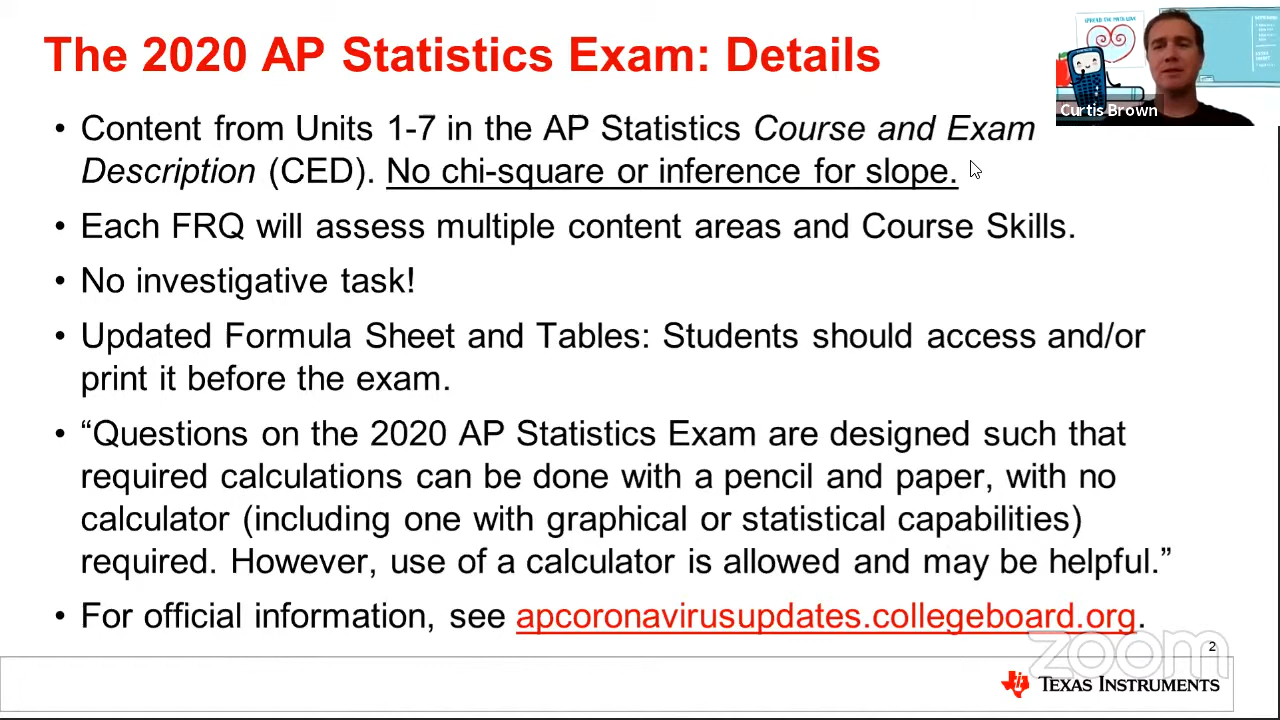 The 2020 AP Statistics Exam: Details
Curtis Brown
• Content from Units 1-7 in the AP Statistics Course and Exam
Description (CED). No chi-square or inference for slope.
• Each FRQ will assess multiple content areas and Course Skills.
• No investigative task!
• Updated Formula Sheet and Tables: Students should access and/or
print it before the exam.
• “Questions on the 2020 AP Statistics Exam are designed such that
required calculations can be done with a pencil and paper, with no
calculator (including one with graphical or statistical capabilities)
required. However, use of a calculator is allowed and may be helpful.”
• For official information, see apcoronavirusupdates.collegeboard.org.
zoom
2
TEXAS INSTRUMENTS